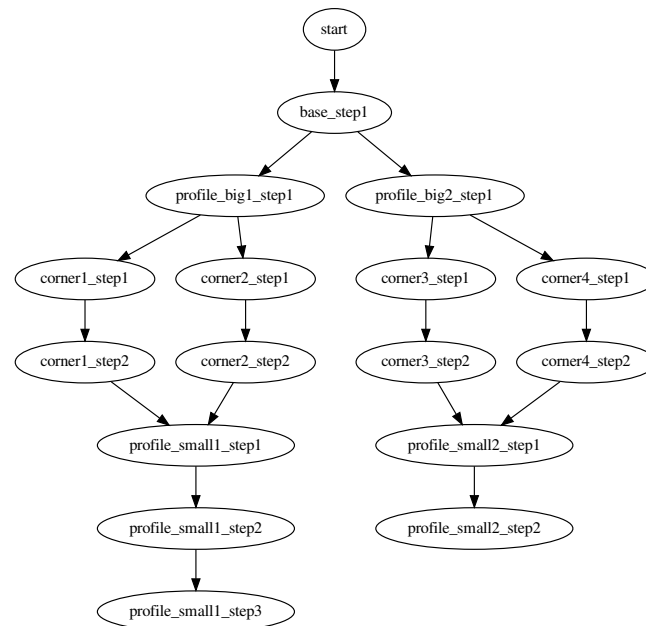 start
base_step1
profile_big1_step1
profile_big2_step1
corner1_step1
corner2_step1
corner3_step1
corner4_step1
corner1_step2
corner2_step2
corner3_step2
corner4_step2
profile_small1_step1
profile_small2_step1
profile_small1_step2
profile_small2_step2
profile_small1_step3